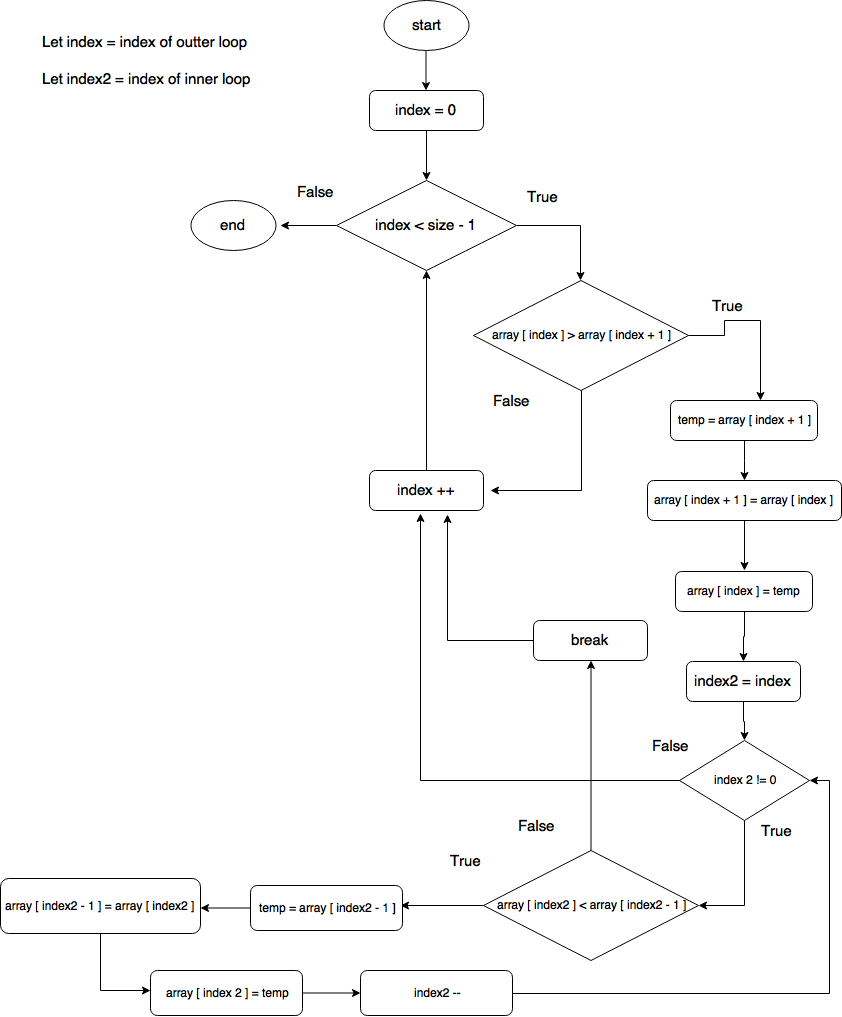 start
Let index = index of outter loop
Let index2 = index of inner loop
index = 0
False
True
end
index < size - 1
True
array [ index ] > array [ index + 1 ]
False
temp = array [ index + 1 ]
index ++
array [ index + 1 ] = array [ index ]
array [ index ] = temp
break
index2 = index
False
index 2 != 0
False
True
True
array [ index2 - 1 ] = array [ index2 ]
temp = array [ index2 - 1 ]
array [ index2 ] < array [ index2 - 1 ]
array [ index 2 ] = temp
index2 --